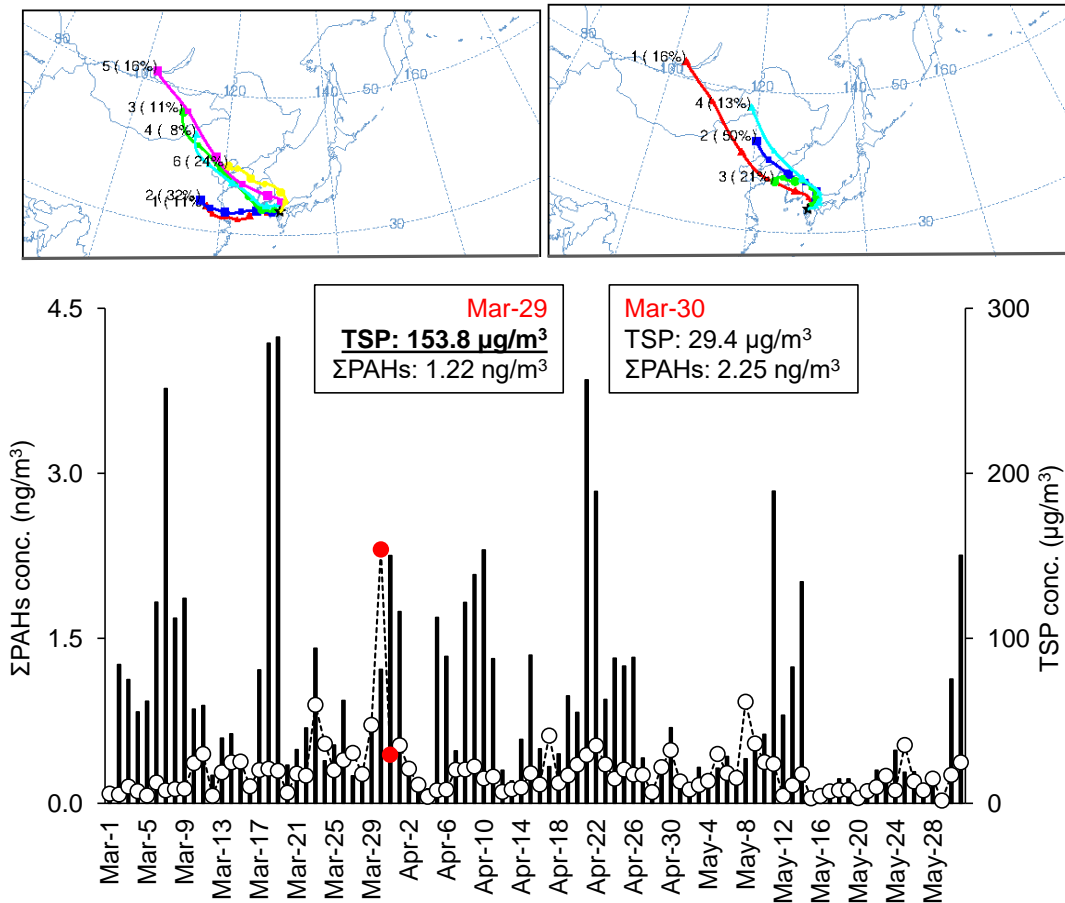 80
5 ( 16%)
100
160
3 ( 11%)
50
4 ( 8%)
120
140
6 ( 24%)
2 ( 32%)
1 ( 11%)
30
80
1 ( 16%)
100
160
50
4 ( 13%)
120
140
2 ( 50%)
3 ( 21%)
30
Mar-29
TSP: 153.8 µg/m³
ΣPAHs: 1.22 ng/m³
Mar-30
TSP: 29.4 µg/m³
ΣPAHs: 2.25 ng/m³
ΣPAHs conc. (ng/m³)
4.5
3.0
1.5
0.0
300
200
100
0
TSP conc. (µg/m³)
Mar-1
Mar-5
Mar-9
Mar-13
Mar-17
Mar-21
Mar-25
Mar-29
Apr-2
Apr-6
Apr-10
Apr-14
Apr-18
Apr-22
Apr-26
Apr-30
May-4
May-8
May-12
May-16
May-20
May-24
May-28